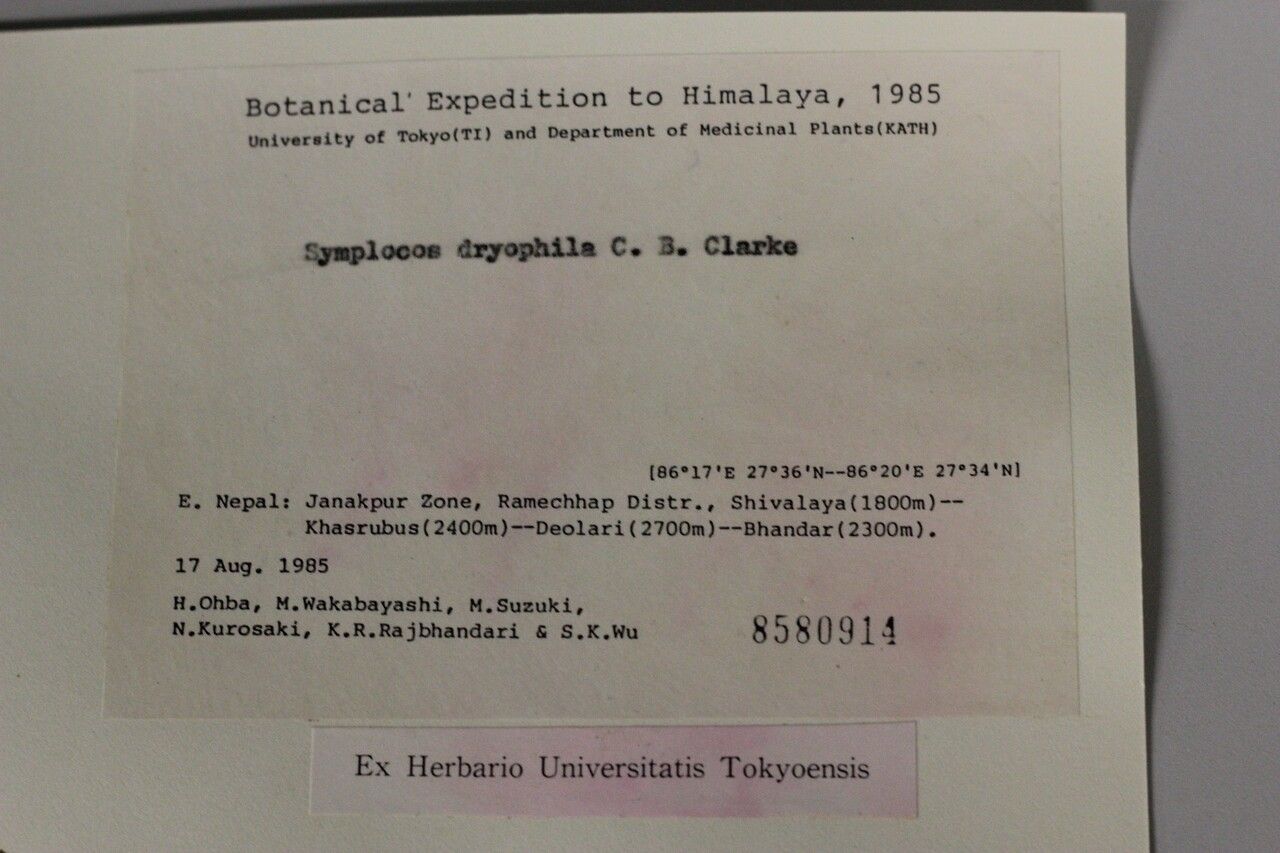 Botanical Expedition to Himalaya, 1985
University of Tokyo(TI) and Department of Medicinal Plants(KATH)
Symplocos dryophila C. B. Clarke
[86°17'E 27°36'N--86°20'E 27°34'N]
E. Nepal: Janakpur Zone, Ramechhap Distr., Shivalaya(1800m)--
Khasrubus(2400m)--Deolari(2700m)--Bhandar(2300m).
17 Aug. 1985
H.Ohba, M.Wakabayashi, M.Suzuki,
N.Kurosaki, K.R.Rajbhandari & S.K.Wu
8580914
Ex Herbario Universitatis Tokyoensis